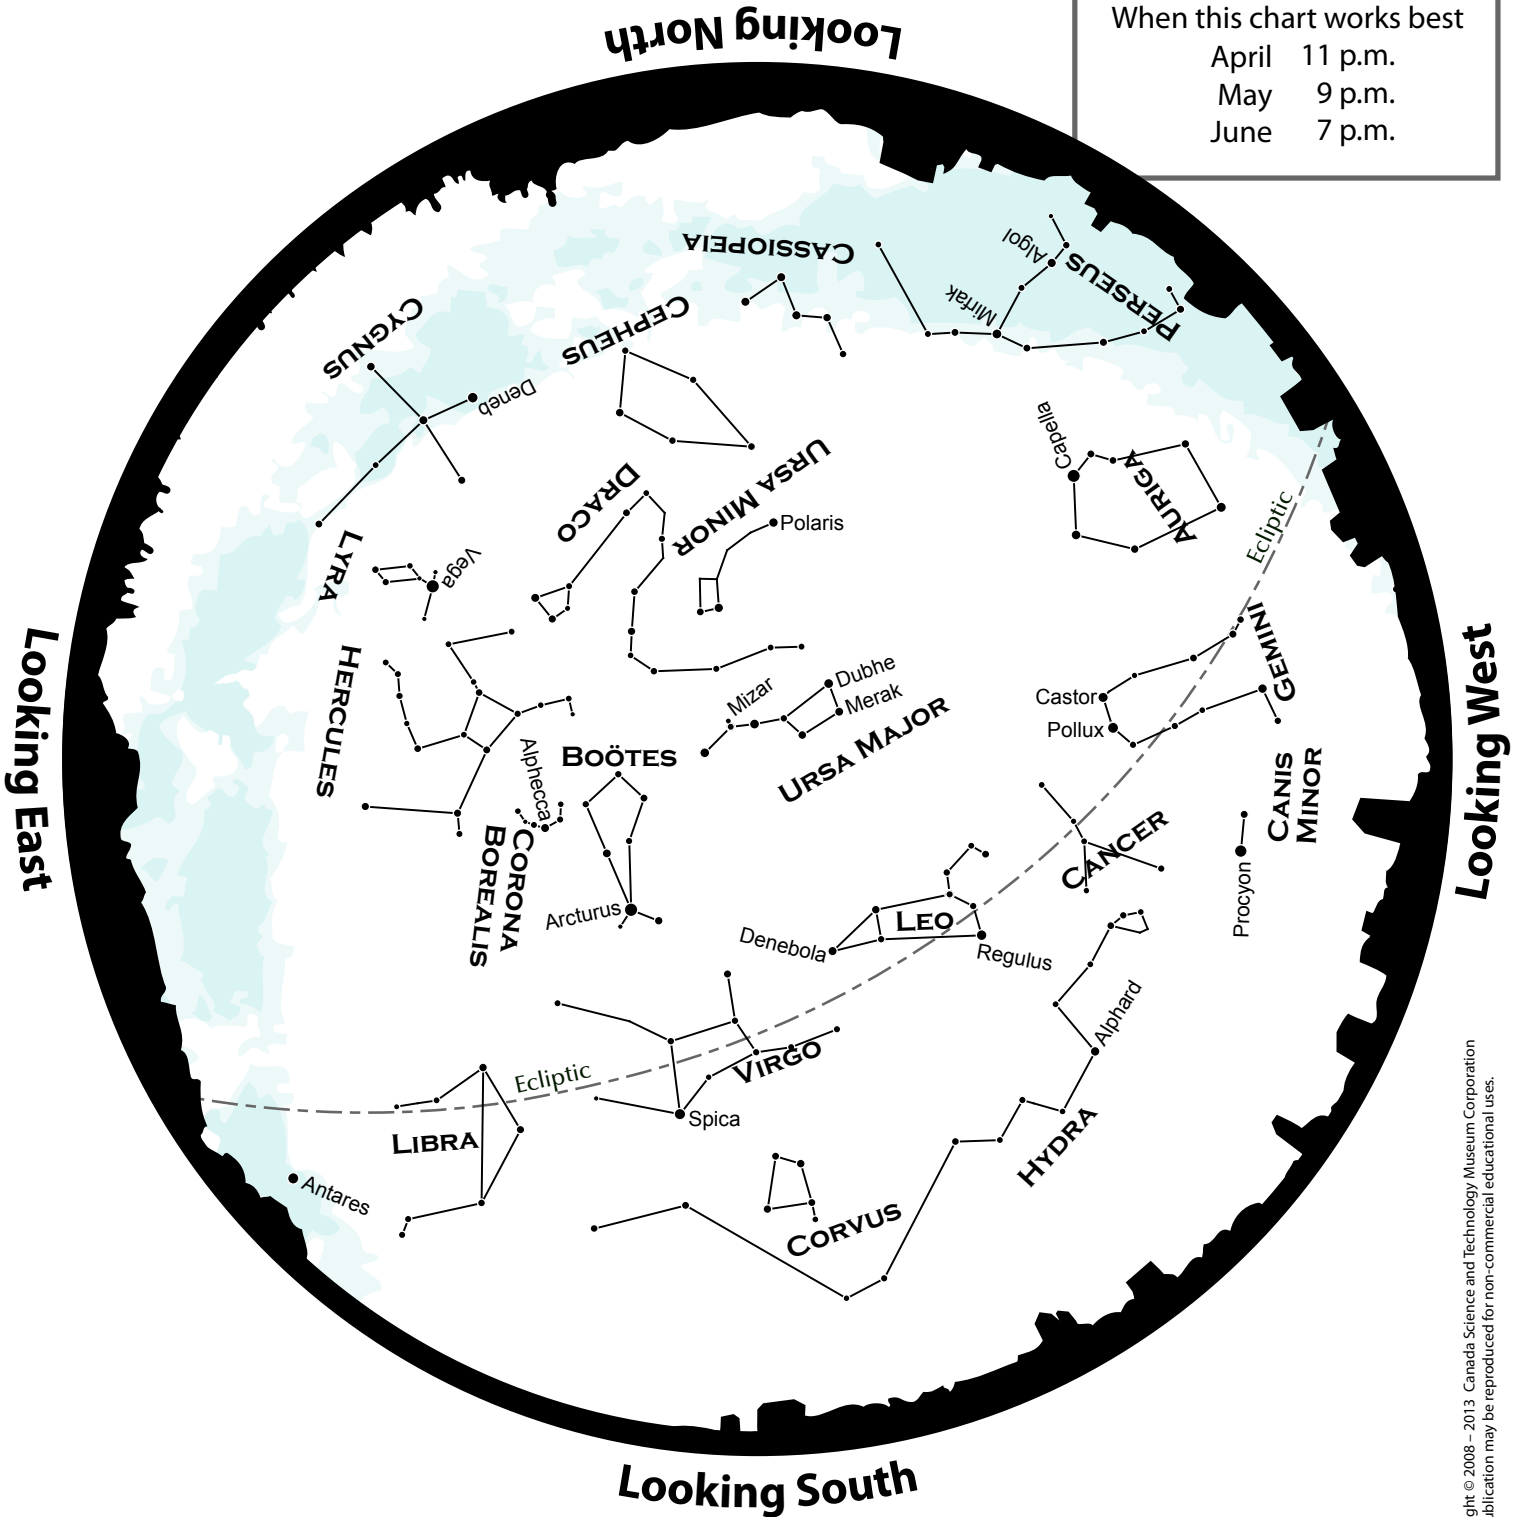 Looking North
When this chart works best
April 11 p.m.
May 9 p.m.
June 7 p.m.
CASSIOPEIA
Algol
PERSEUS
Mirfak
CYGNUS
CEPHEUS
Deneb
Capella
AURIGA
URSA MINOR
DRACO
Polaris
Ecliptic
LYRA
Vega
GEMINI
Looking East
Looking West
HERCULES
Dubhe
Mizar
Merak
Castor
Pollux
URSA MAJOR
BOÖTES
Alphecca
CANIS
MINOR
CANCER
CORONA
BOREALIS
Procyon
Arcturus
LEO
Denebola
Regulus
Alphard
VIRGO
Ecliptic
Spica
LIBRA
HYDRA
Antares
CORVUS
Looking South
ght © 2008 – 2013 Canada Science and Technology Museum Corporation
ublication may be reproduced for non-commercial educational uses.